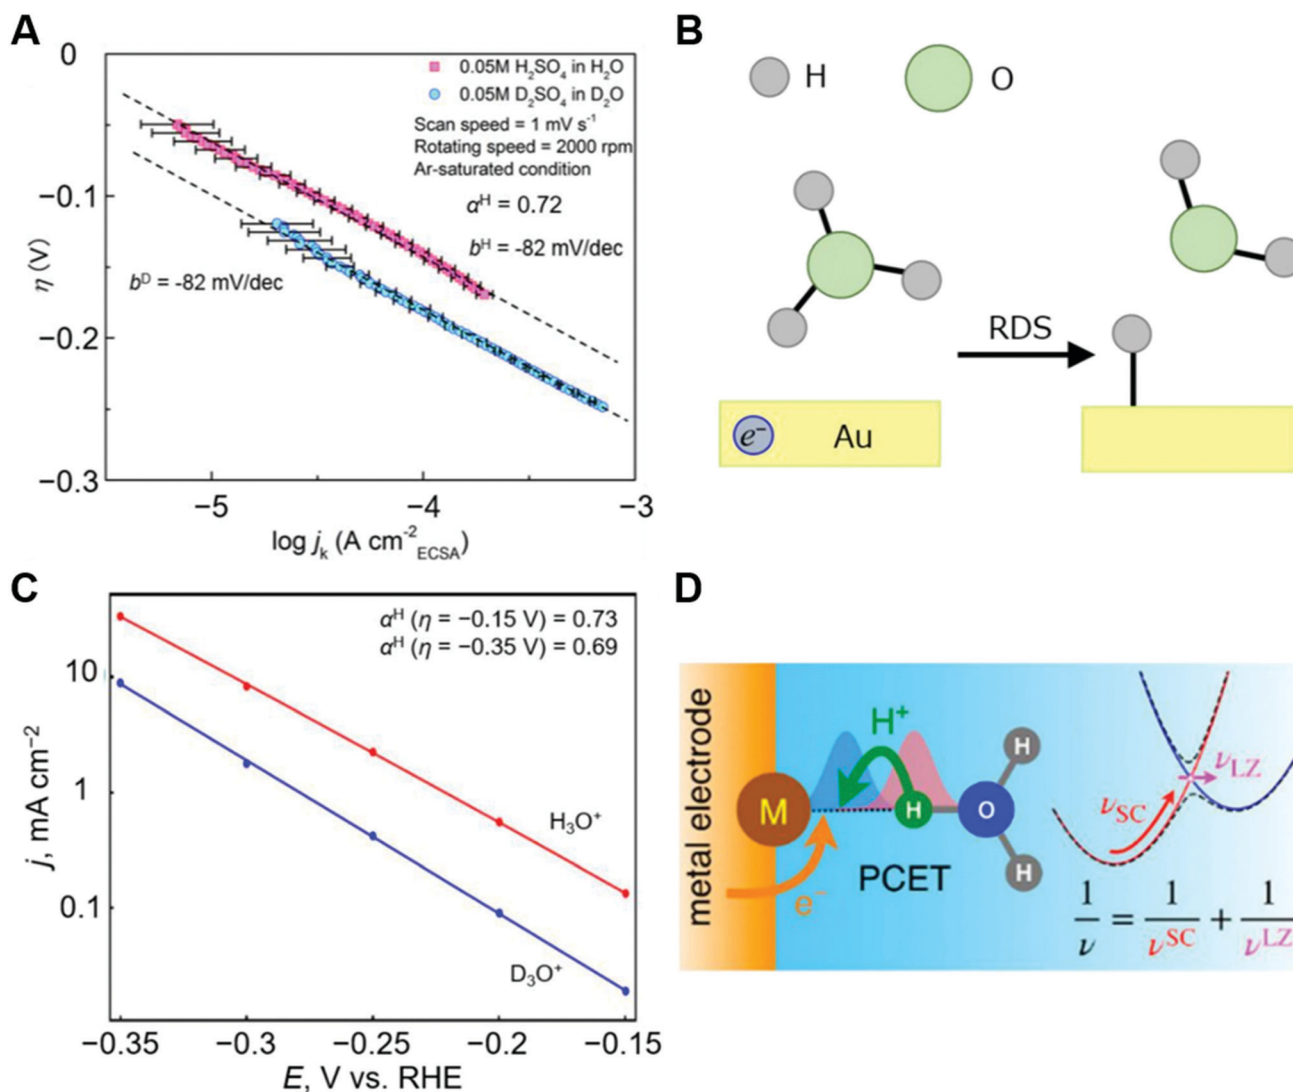 A
0
−0.1
−0.2
−0.3
η (V)
0.05M H₂SO₄ in H₂O
0.05M D₂SO₄ in D₂O
Scan speed = 1 mV s⁻¹
Rotating speed = 2000 rpm
Ar-saturated condition
αᴴ = 0.72
bᴴ = -82 mV/dec
bᴰ = -82 mV/dec
−5 −4 −3
log jₖ (A cm⁻²ECSA)
B
H O
RDS
e⁻ Au
C
αᴴ (η = −0.15 V) = 0.73
αᴴ (η = −0.35 V) = 0.69
10
1
0.1
j, mA cm⁻²
H₃O⁺
D₃O⁺
−0.35 −0.3 −0.25 −0.2 −0.15
E, V vs. RHE
D
metal electrode
H⁺
M H O H H
e⁻
PCET
νSC
νLZ
1/ν = 1/νSC + 1/νLZ